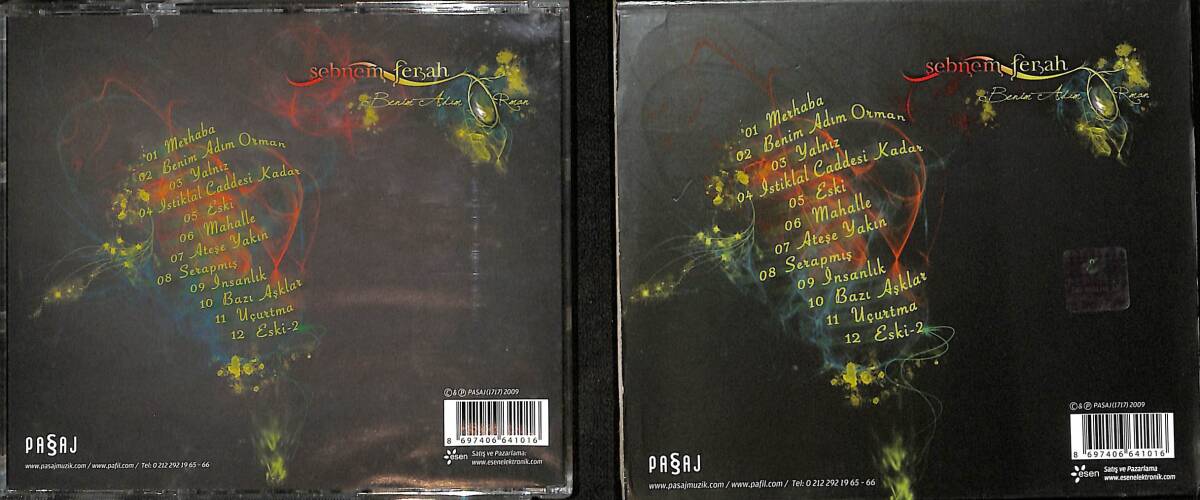 şebnem ferah
Benim Adım Orman
01 Merhaba
02 Benim Adım Orman
03 Yalnız
04 İstiklal Caddesi Kadar
05 Eski
06 Mahalle
07 Ateşe Yakın
08 Serapmış
09 İnsanlık
10 Bazı Aşklar
11 Uçurtma
12 Eski-2
© & ℗ PASAJ (1717) 2009
8 697406 641016
PASAJ
www.pasajmuzik.com / www.pafil.com / Tel: 0 212 292 19 65 - 66
esen
Satış ve Pazarlama:
www.esenelektronik.com
şebnem ferah
Benim Adım Orman
01 Merhaba
02 Benim Adım Orman
03 Yalnız
04 İstiklal Caddesi Kadar
05 Eski
06 Mahalle
07 Ateşe Yakın
08 Serapmış
09 İnsanlık
10 Bazı Aşklar
11 Uçurtma
12 Eski-2
© & ℗ PASAJ (1717) 2009
8 697406 641016
PASAJ
www.pasajmuzik.com / www.pafil.com / Tel: 0 212 292 19 65 - 66
esen
Satış ve Pazarlama
www.esenelektronik.com